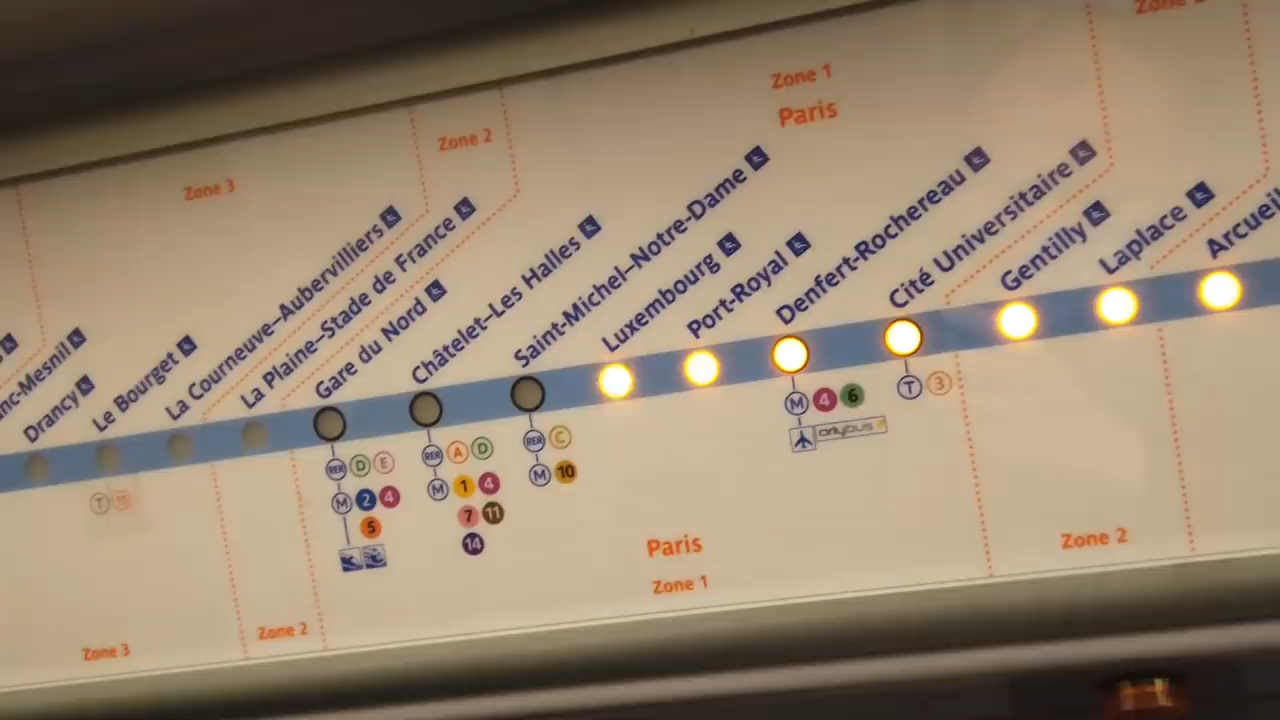 Zone 1
Paris
Zone 2
Zone 3
Drancy
Le Bourget
La Courneuve–Aubervilliers
La Plaine–Stade de France
Gare du Nord
Châtelet–Les Halles
Saint-Michel–Notre-Dame
Luxembourg
Port-Royal
Denfert-Rochereau
Cité Universitaire
Gentilly
Laplace
Arcueil
T 11
RER D E
M 2 4
5
RER A D
M 1 4
7 11
14
RER C
M 10
M 4 6
orlybus
T 3
Paris
Zone 1
Zone 2
Zone 2
Zone 3